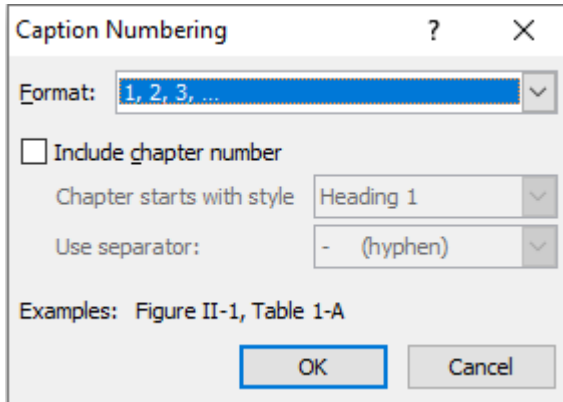 Caption Numbering ?
Format: 1, 2, 3, ...
Include chapter number
Chapter starts with style Heading 1
Use separator: - (hyphen)
Examples: Figure II-1, Table 1-A
OK Cancel